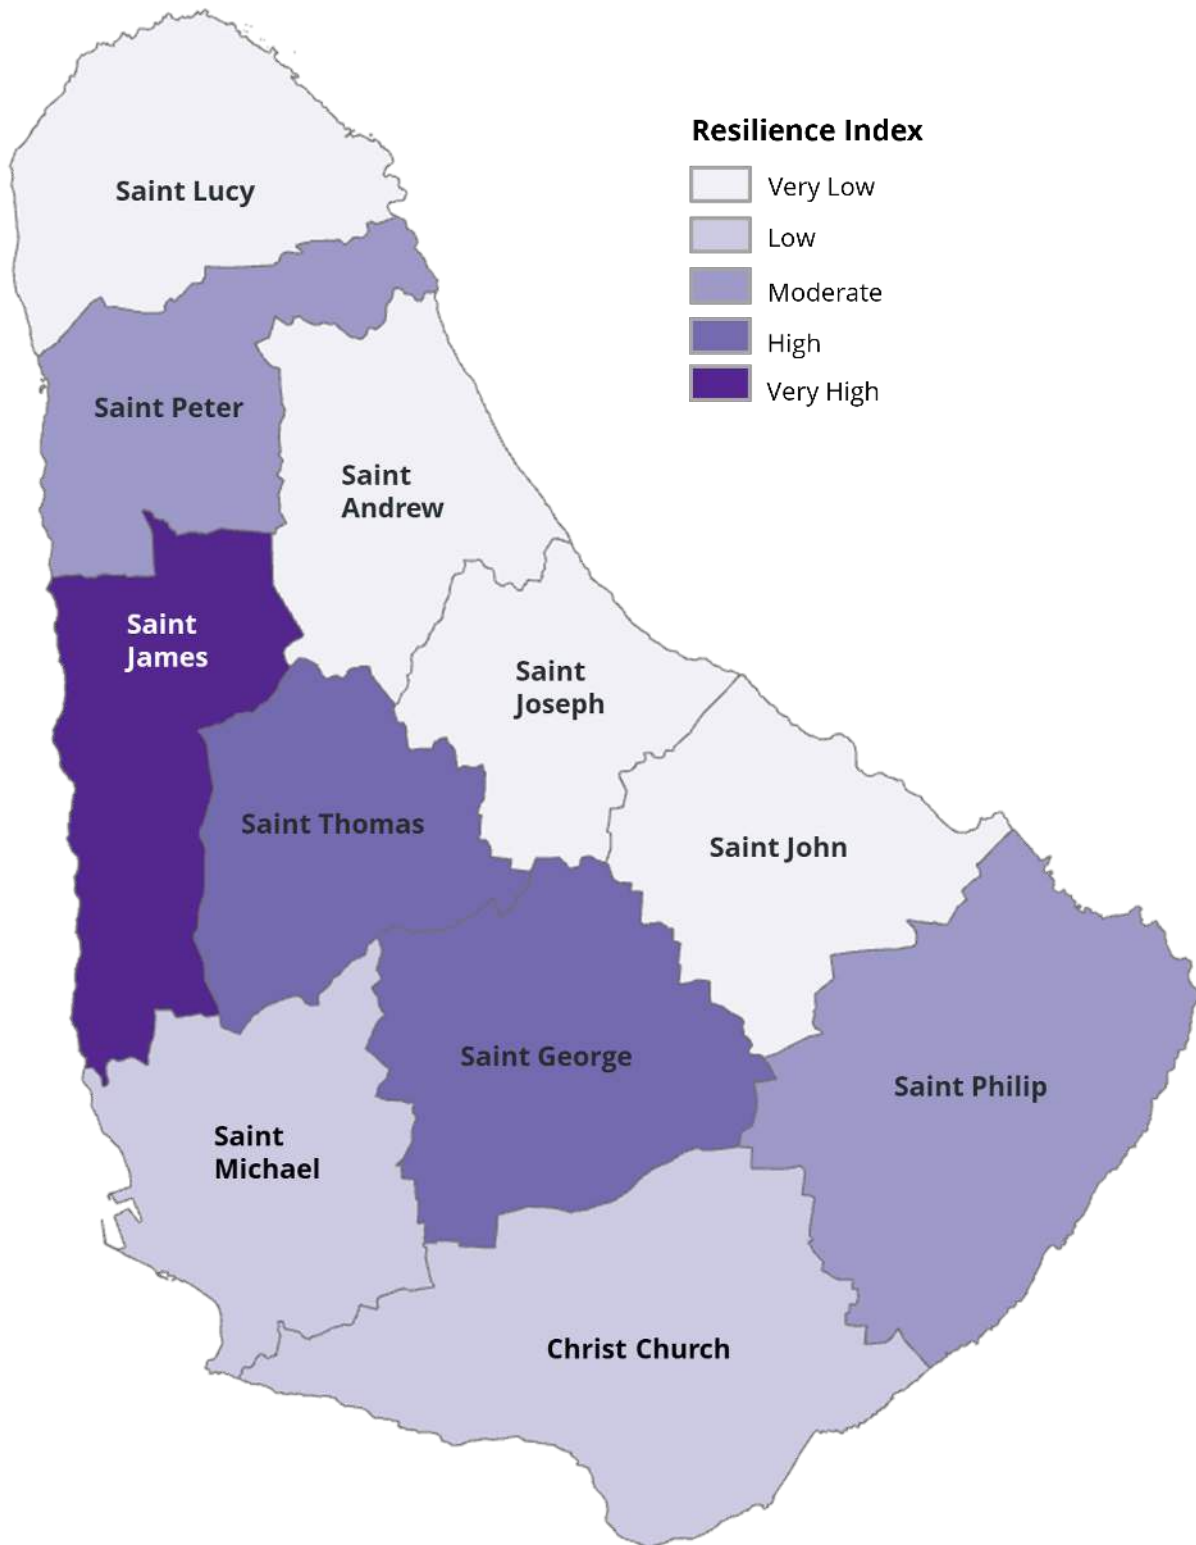 Resilience Index
Very Low
Low
Moderate
High
Very High
Saint Lucy
Saint Peter
Saint
Andrew
Saint
James
Saint
Joseph
Saint Thomas
Saint John
Saint George
Saint Philip
Saint
Michael
Christ Church